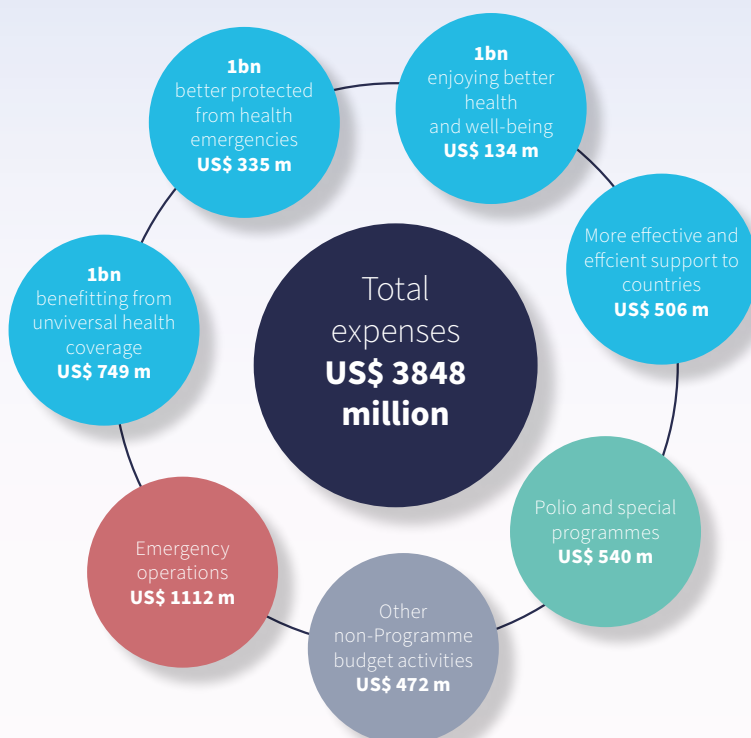 1bn
better protected
from health
emergencies
US$ 335 m
1bn
enjoying better
health
and well-being
US$ 134 m
More effective and
effcient support to
countries
US$ 506 m
1bn
benefitting from
unviversal health
coverage
US$ 749 m
Total
expenses
US$ 3848
million
Polio and special
programmes
US$ 540 m
Emergency
operations
US$ 1112 m
Other
non-Programme
budget activities
US$ 472 m